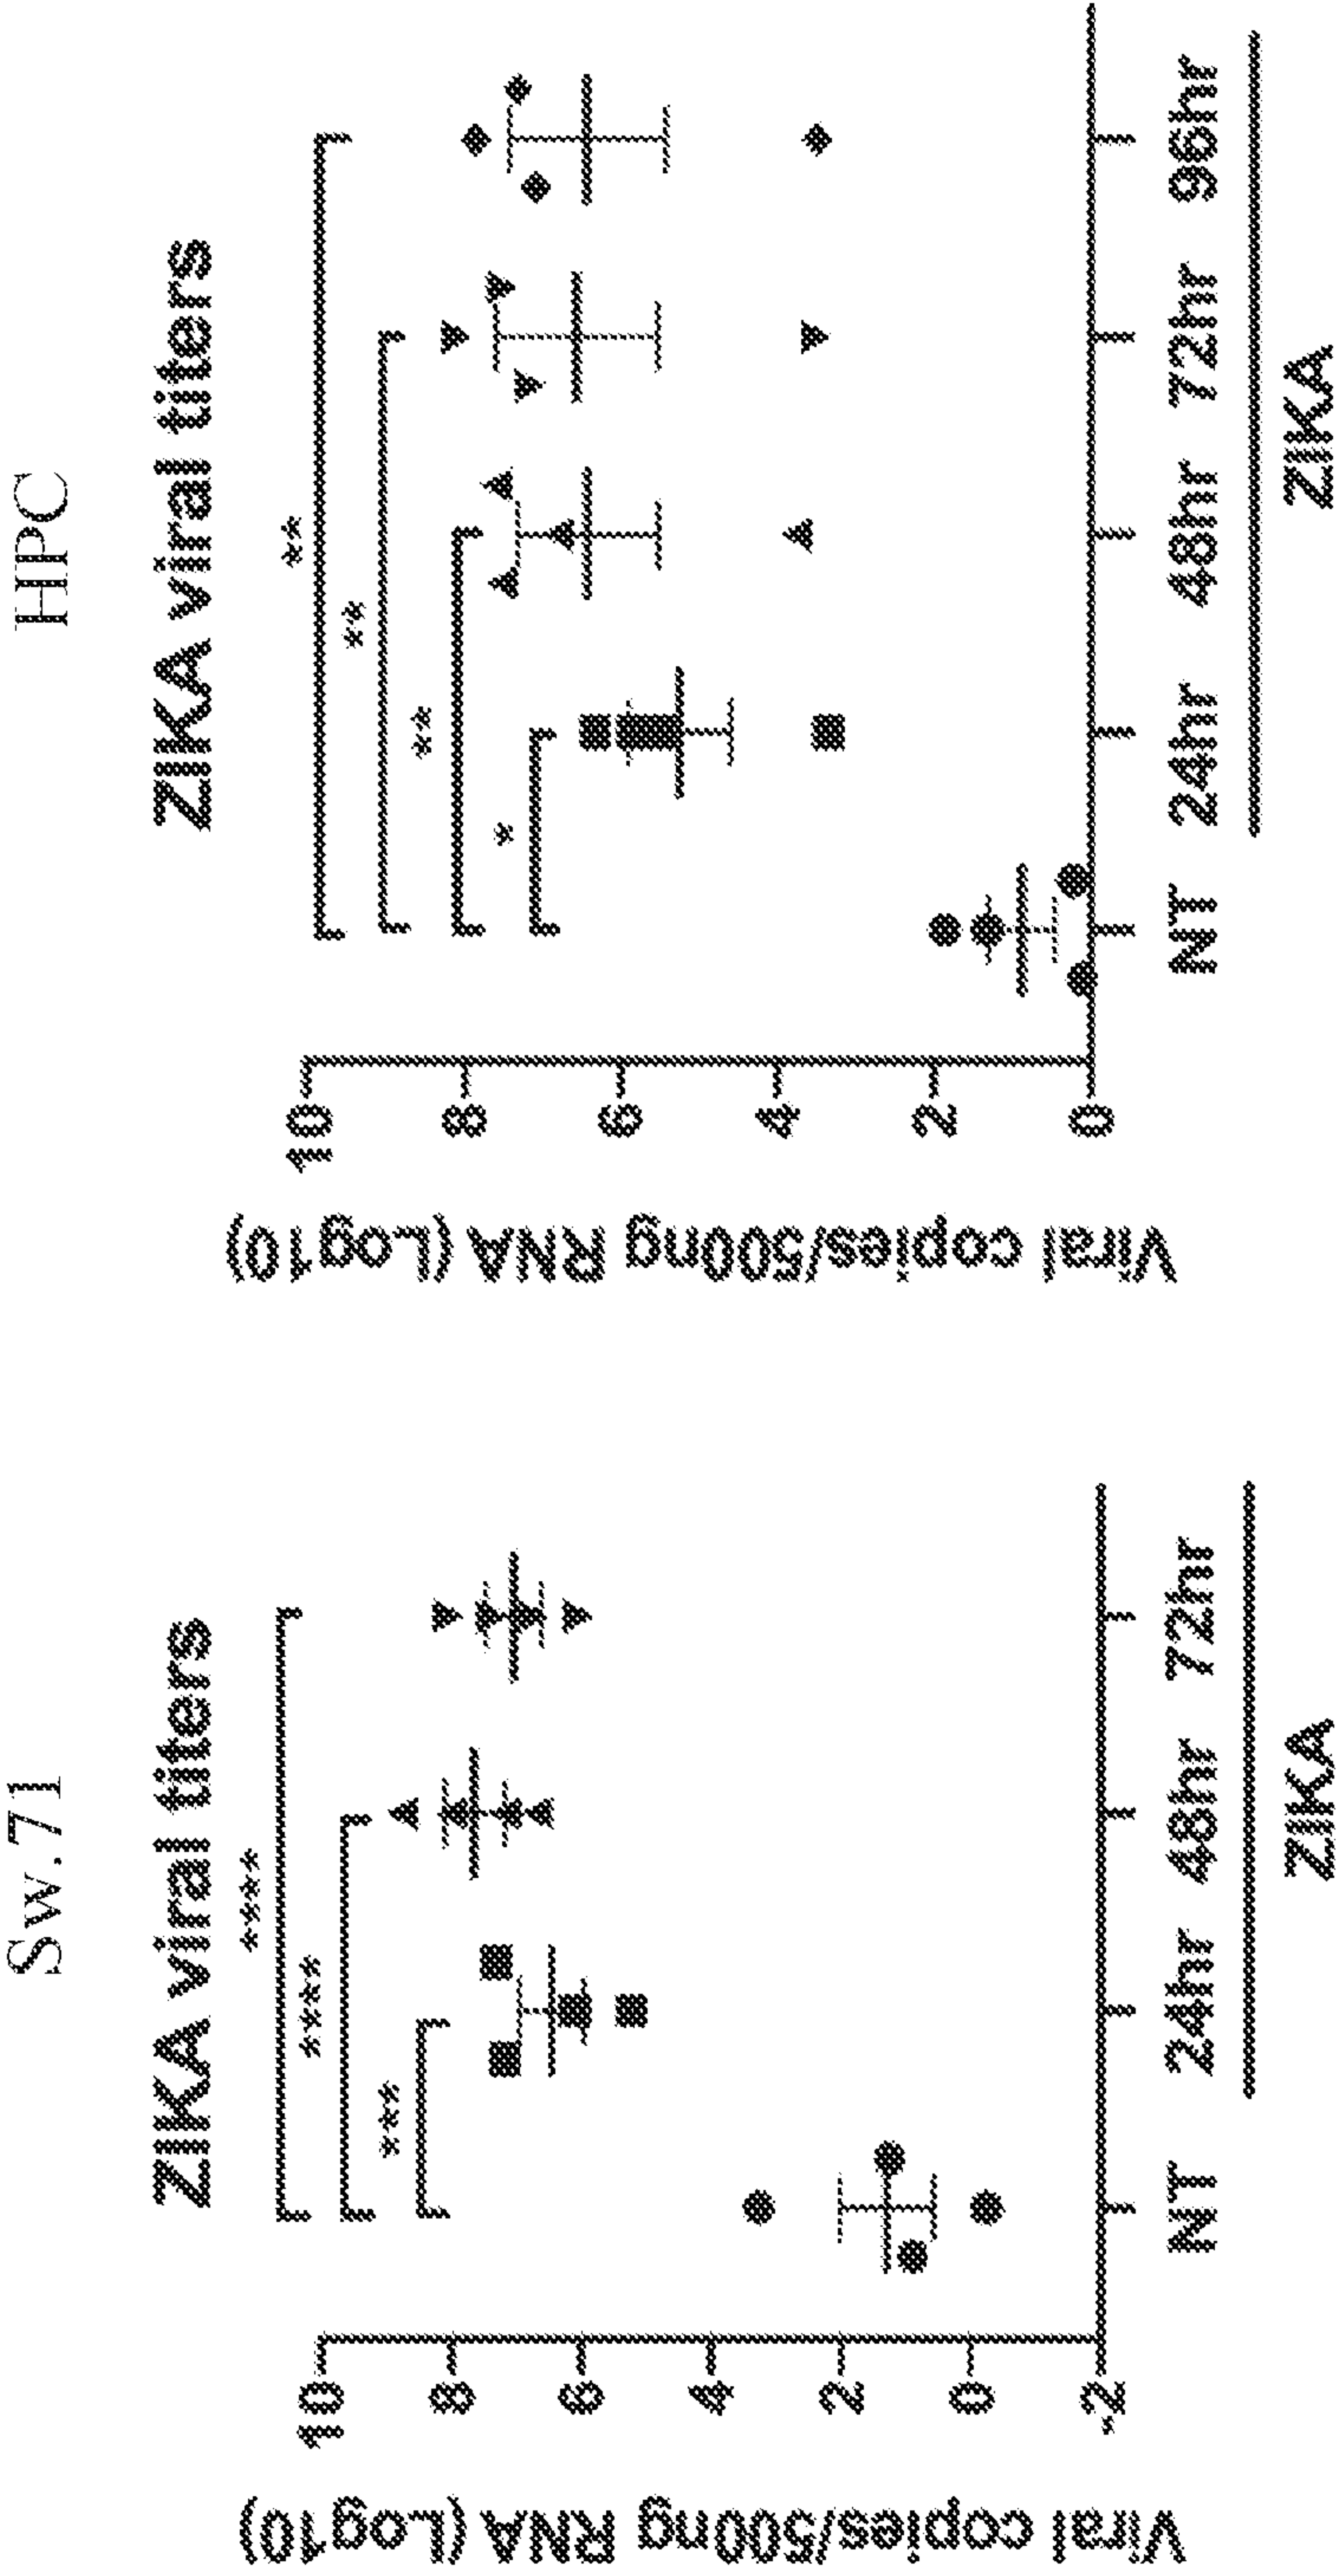 Sw.71
ZIKA viral titers
****
****
***
Viral copies/500ng RNA (Log10)
10
8
6
4
2
0
-2
NT 24hr 48hr 72hr
ZIKA
HPC
ZIKA viral titers
**
**
**
*
Viral copies/500ng RNA (Log10)
10
8
6
4
2
0
NT 24hr 48hr 72hr 96hr
ZIKA